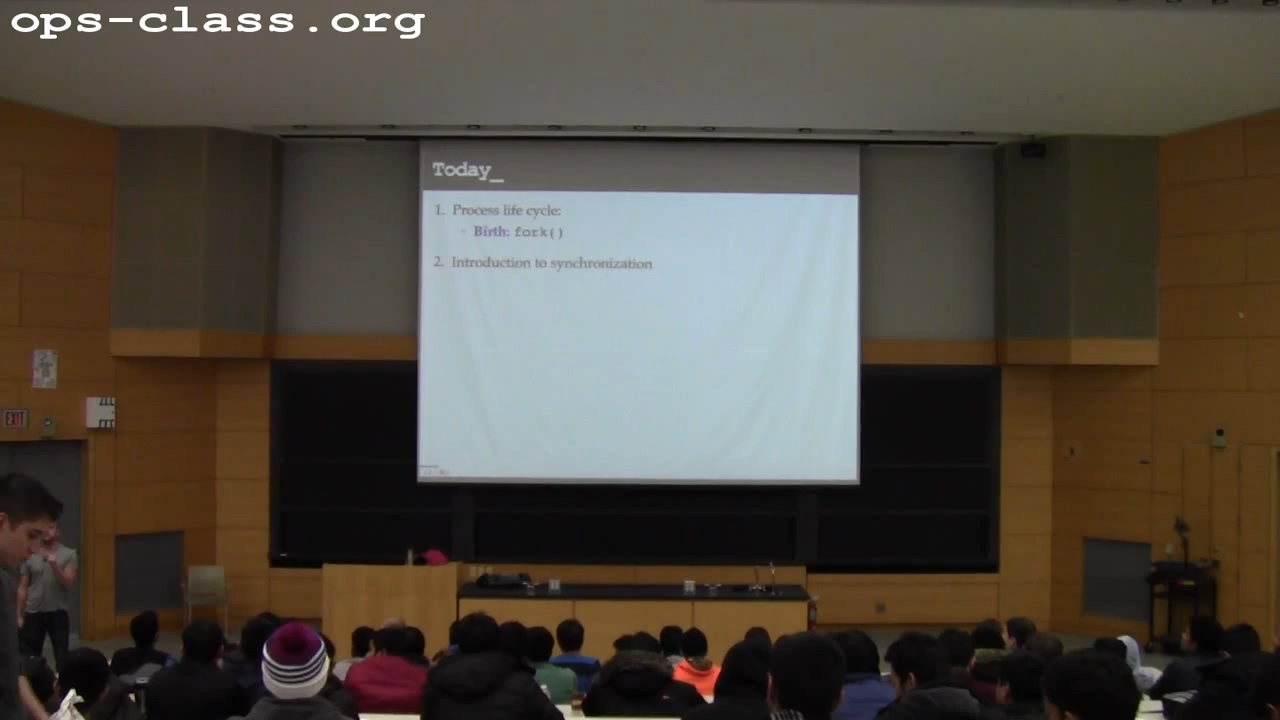 ops-class.org
Today_
1. Process life cycle:
Birth: fork()
2. Introduction to synchronization
EXIT